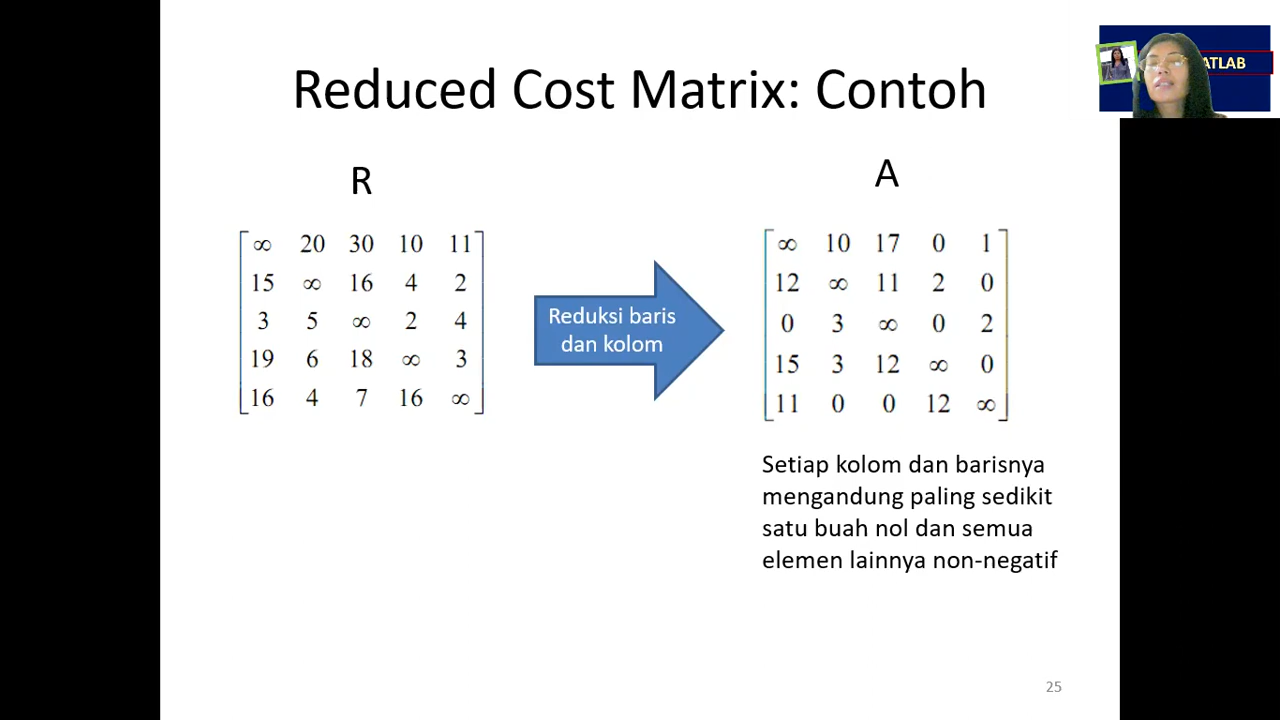 Reduced Cost Matrix: Contoh
ATLAB
R
A
∞ 20 30 10 11
15 ∞ 16 4 2
3 5 ∞ 2 4
19 6 18 ∞ 3
16 4 7 16 ∞
Reduksi baris
dan kolom
∞ 10 17 0 1
12 ∞ 11 2 0
0 3 ∞ 0 2
15 3 12 ∞ 0
11 0 0 12 ∞
Setiap kolom dan barisnya
mengandung paling sedikit
satu buah nol dan semua
elemen lainnya non-negatif
25